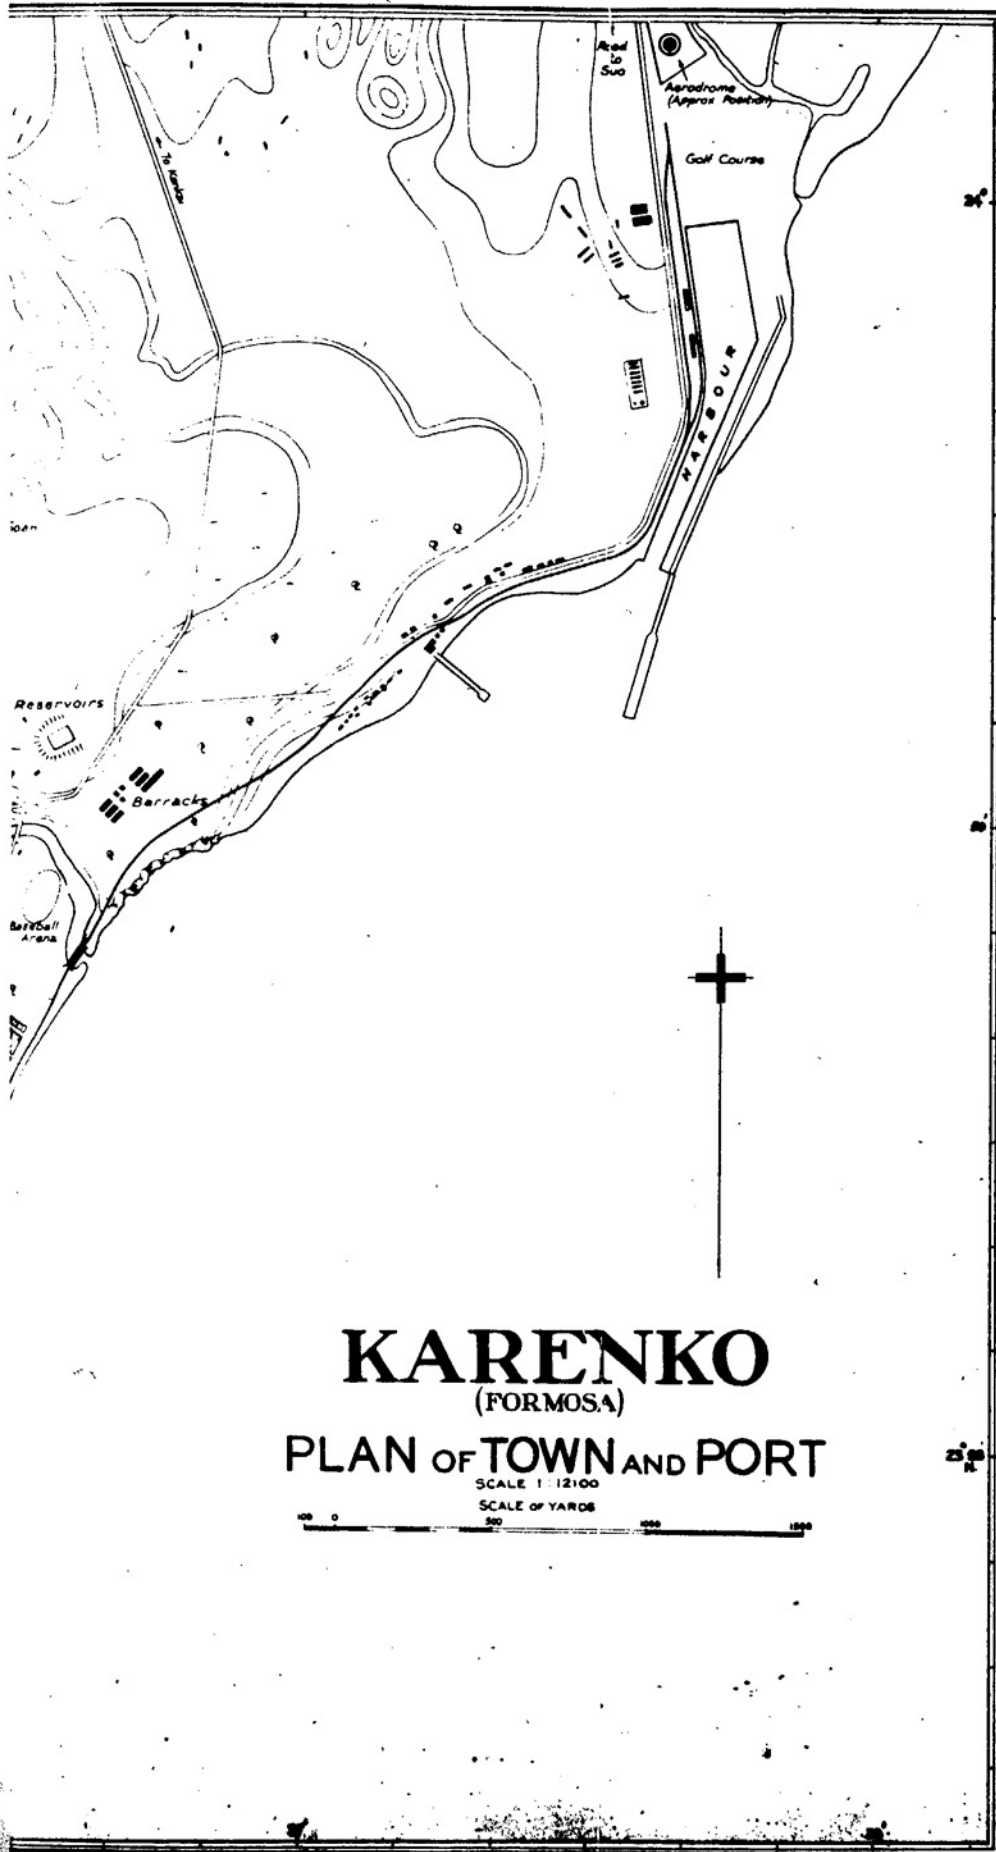 Road
to
Suo
Aerodrome
(Approx Position)
Golf Course
24°
HARBOUR
Reservoirs
Barracks
Baseball
Arena
KARENKO
(FORMOSA)
PLAN OF TOWN AND PORT
SCALE 1:12100
SCALE OF YARDS
100 0 500 1000 1500